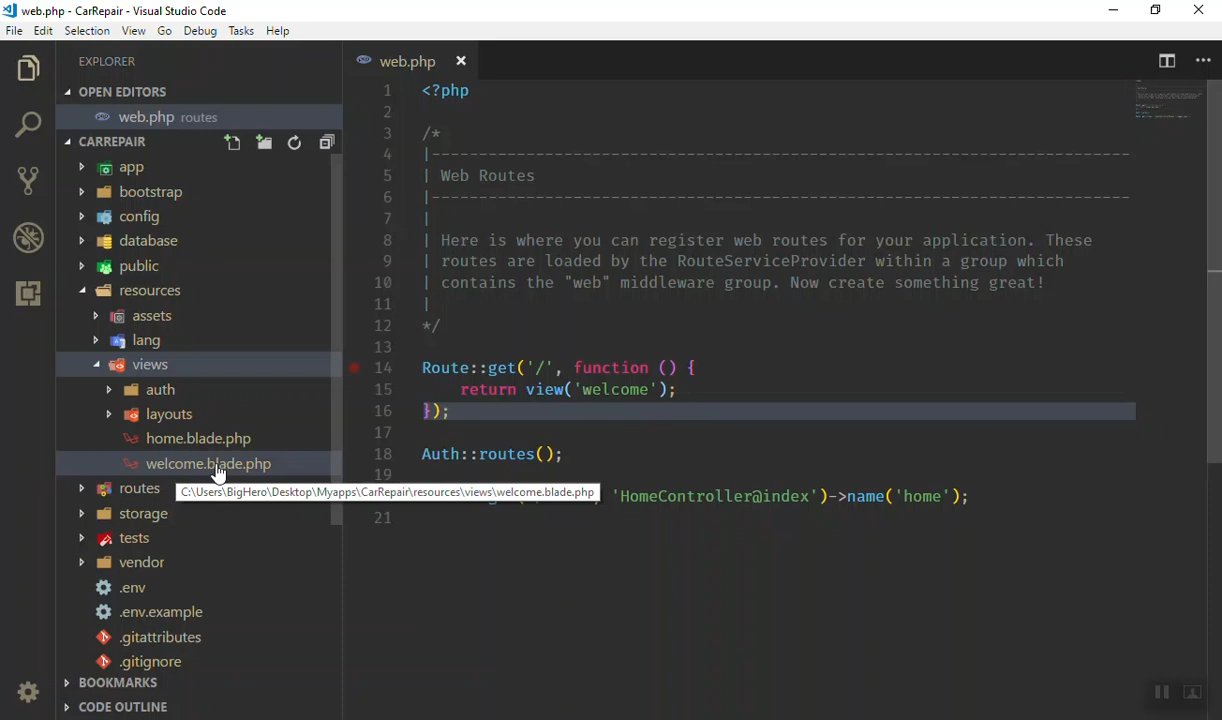 web.php - CarRepair - Visual Studio Code
File Edit Selection View Go Debug Tasks Help
EXPLORER
OPEN EDITORS
web.php routes
CARREPAIR
app
bootstrap
config
database
public
resources
assets
lang
views
auth
layouts
home.blade.php
welcome.blade.php
routes
C:\Users\BigHero\Desktop\Myapps\CarRepair\resources\views\welcome.blade.php
storage
tests
vendor
.env
.env.example
.gitattributes
.gitignore
BOOKMARKS
CODE OUTLINE
web.php
1 <?php
2
3 /*
4 |--------------------------------------------------------------------------
5 | Web Routes
6 |--------------------------------------------------------------------------
7 |
8 | Here is where you can register web routes for your application. These
9 | routes are loaded by the RouteServiceProvider within a group which
10 | contains the "web" middleware group. Now create something great!
11 |
12 */
13
14 Route::get('/', function () {
15 return view('welcome');
16 });
17
18 Auth::routes();
19
'HomeController@index')->name('home');
21